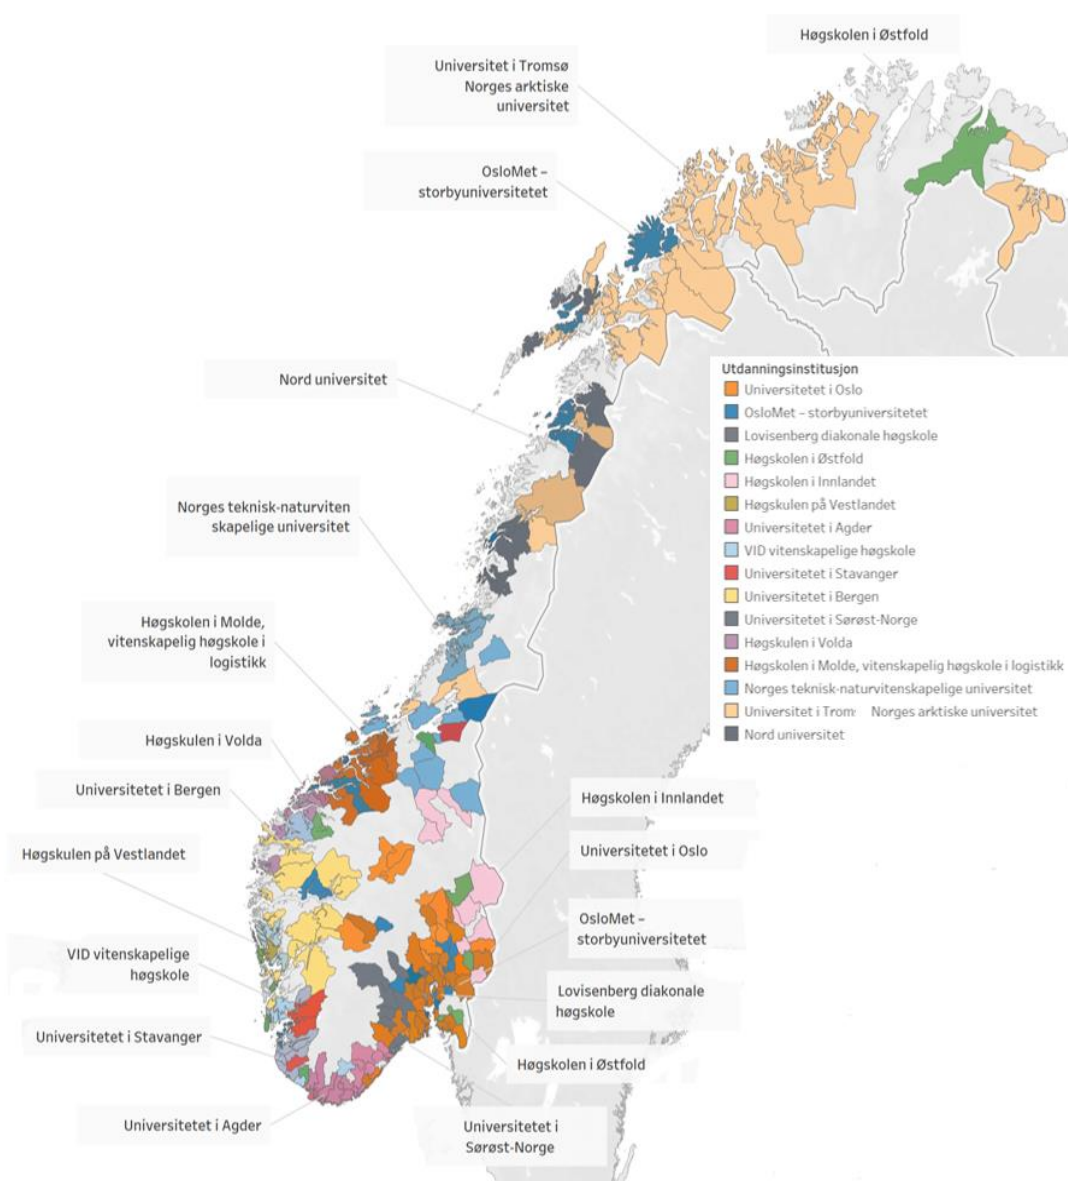 Høgskolen i Østfold
Universitet i Tromsø
Norges arktiske
universitet
OsloMet –
storbyuniversitetet
Nord universitet
Norges teknisk-naturviten
skapelige universitet
Høgskolen i Molde,
vitenskapelig høgskole i
logistikk
Høgskulen i Volda
Universitetet i Bergen
Høgskulen på Vestlandet
VID vitenskapelige
høgskole
Universitetet i Stavanger
Universitetet i Agder
Utdanningsinstitusjon
Universitetet i Oslo
OsloMet – storbyuniversitetet
Lovisenberg diakonale høgskole
Høgskolen i Østfold
Høgskolen i Innlandet
Høgskulen på Vestlandet
Universitetet i Agder
VID vitenskapelige høgskole
Universitetet i Stavanger
Universitetet i Bergen
Universitetet i Sørøst-Norge
Høgskulen i Volda
Høgskolen i Molde, vitenskapelig høgskole i logistikk
Norges teknisk-naturvitenskapelige universitet
Universitet i Trom Norges arktiske universitet
Nord universitet
Høgskolen i Innlandet
Universitetet i Oslo
OsloMet –
storbyuniversitetet
Lovisenberg diakonale
høgskole
Høgskolen i Østfold
Universitetet i
Sørøst-Norge